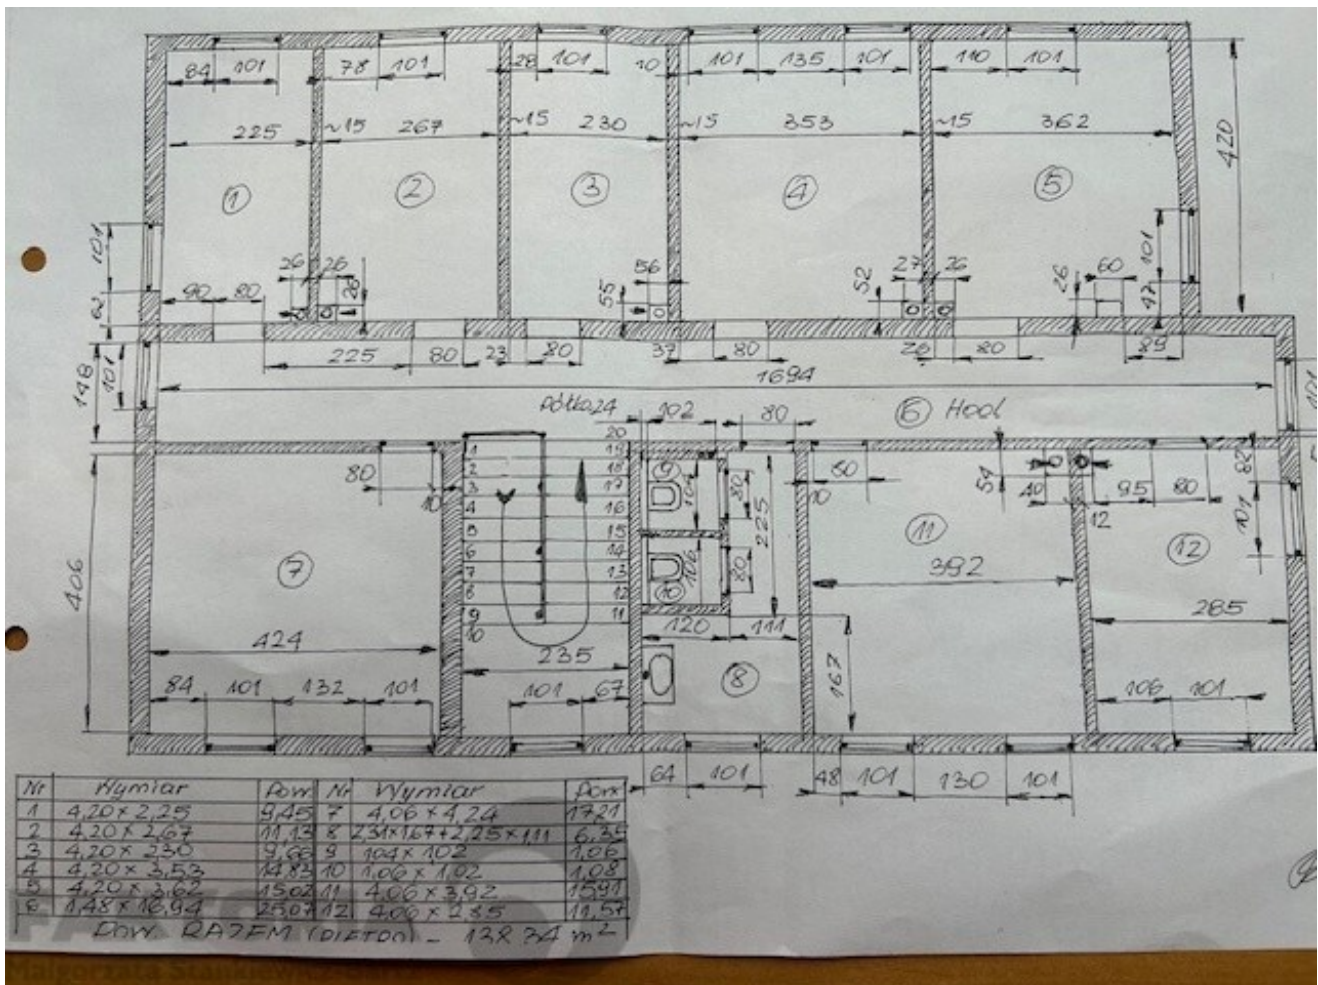 84 101 78 101 28 101 10 101 135 101 110 101
225 ~15 267 ~15 230 ~15 353 ~15 362 420
1 2 3 4 5
101 62 90 80 26 26 26 56 55 52 27 26 26 60 101 47
225 80 23 80 37 80 26 80 89
148 101 1694
półko24 102 80 6 Hool 101
20
1 19
2 18
3 17
4 16
5 15
6 14
7 13
8 12
9 11
10
80 10 9 104 80 225 10 80 54 40 95 80 82 101
12
7 10 106 80 11 12
406 392 285
424 235 120 111 167
84 101 132 101 101 67 8 106 101
64 101 48 101 130 101
Nr Wymiar Pow Nr Wymiar Pow
1 4,20 x 2,25 9,45 7 4,06 x 4,24 17,21
2 4,20 x 2,67 11,13 8 2,31x1,67+2,25x1,11 6,35
3 4,20 x 2,30 9,66 9 104 x 102 1,06
4 4,20 x 3,53 14,83 10 1,06 x 1,02 1,08
5 4,20 x 3,62 15,02 11 4,06 x 3,92 15,91
6 1,48 x 16,94 25,07 12 4,06 x 2,85 11,57
Pow. RAZEM (PIĘTRO) - 138 34 m²
Małgorzata Stankiewicz